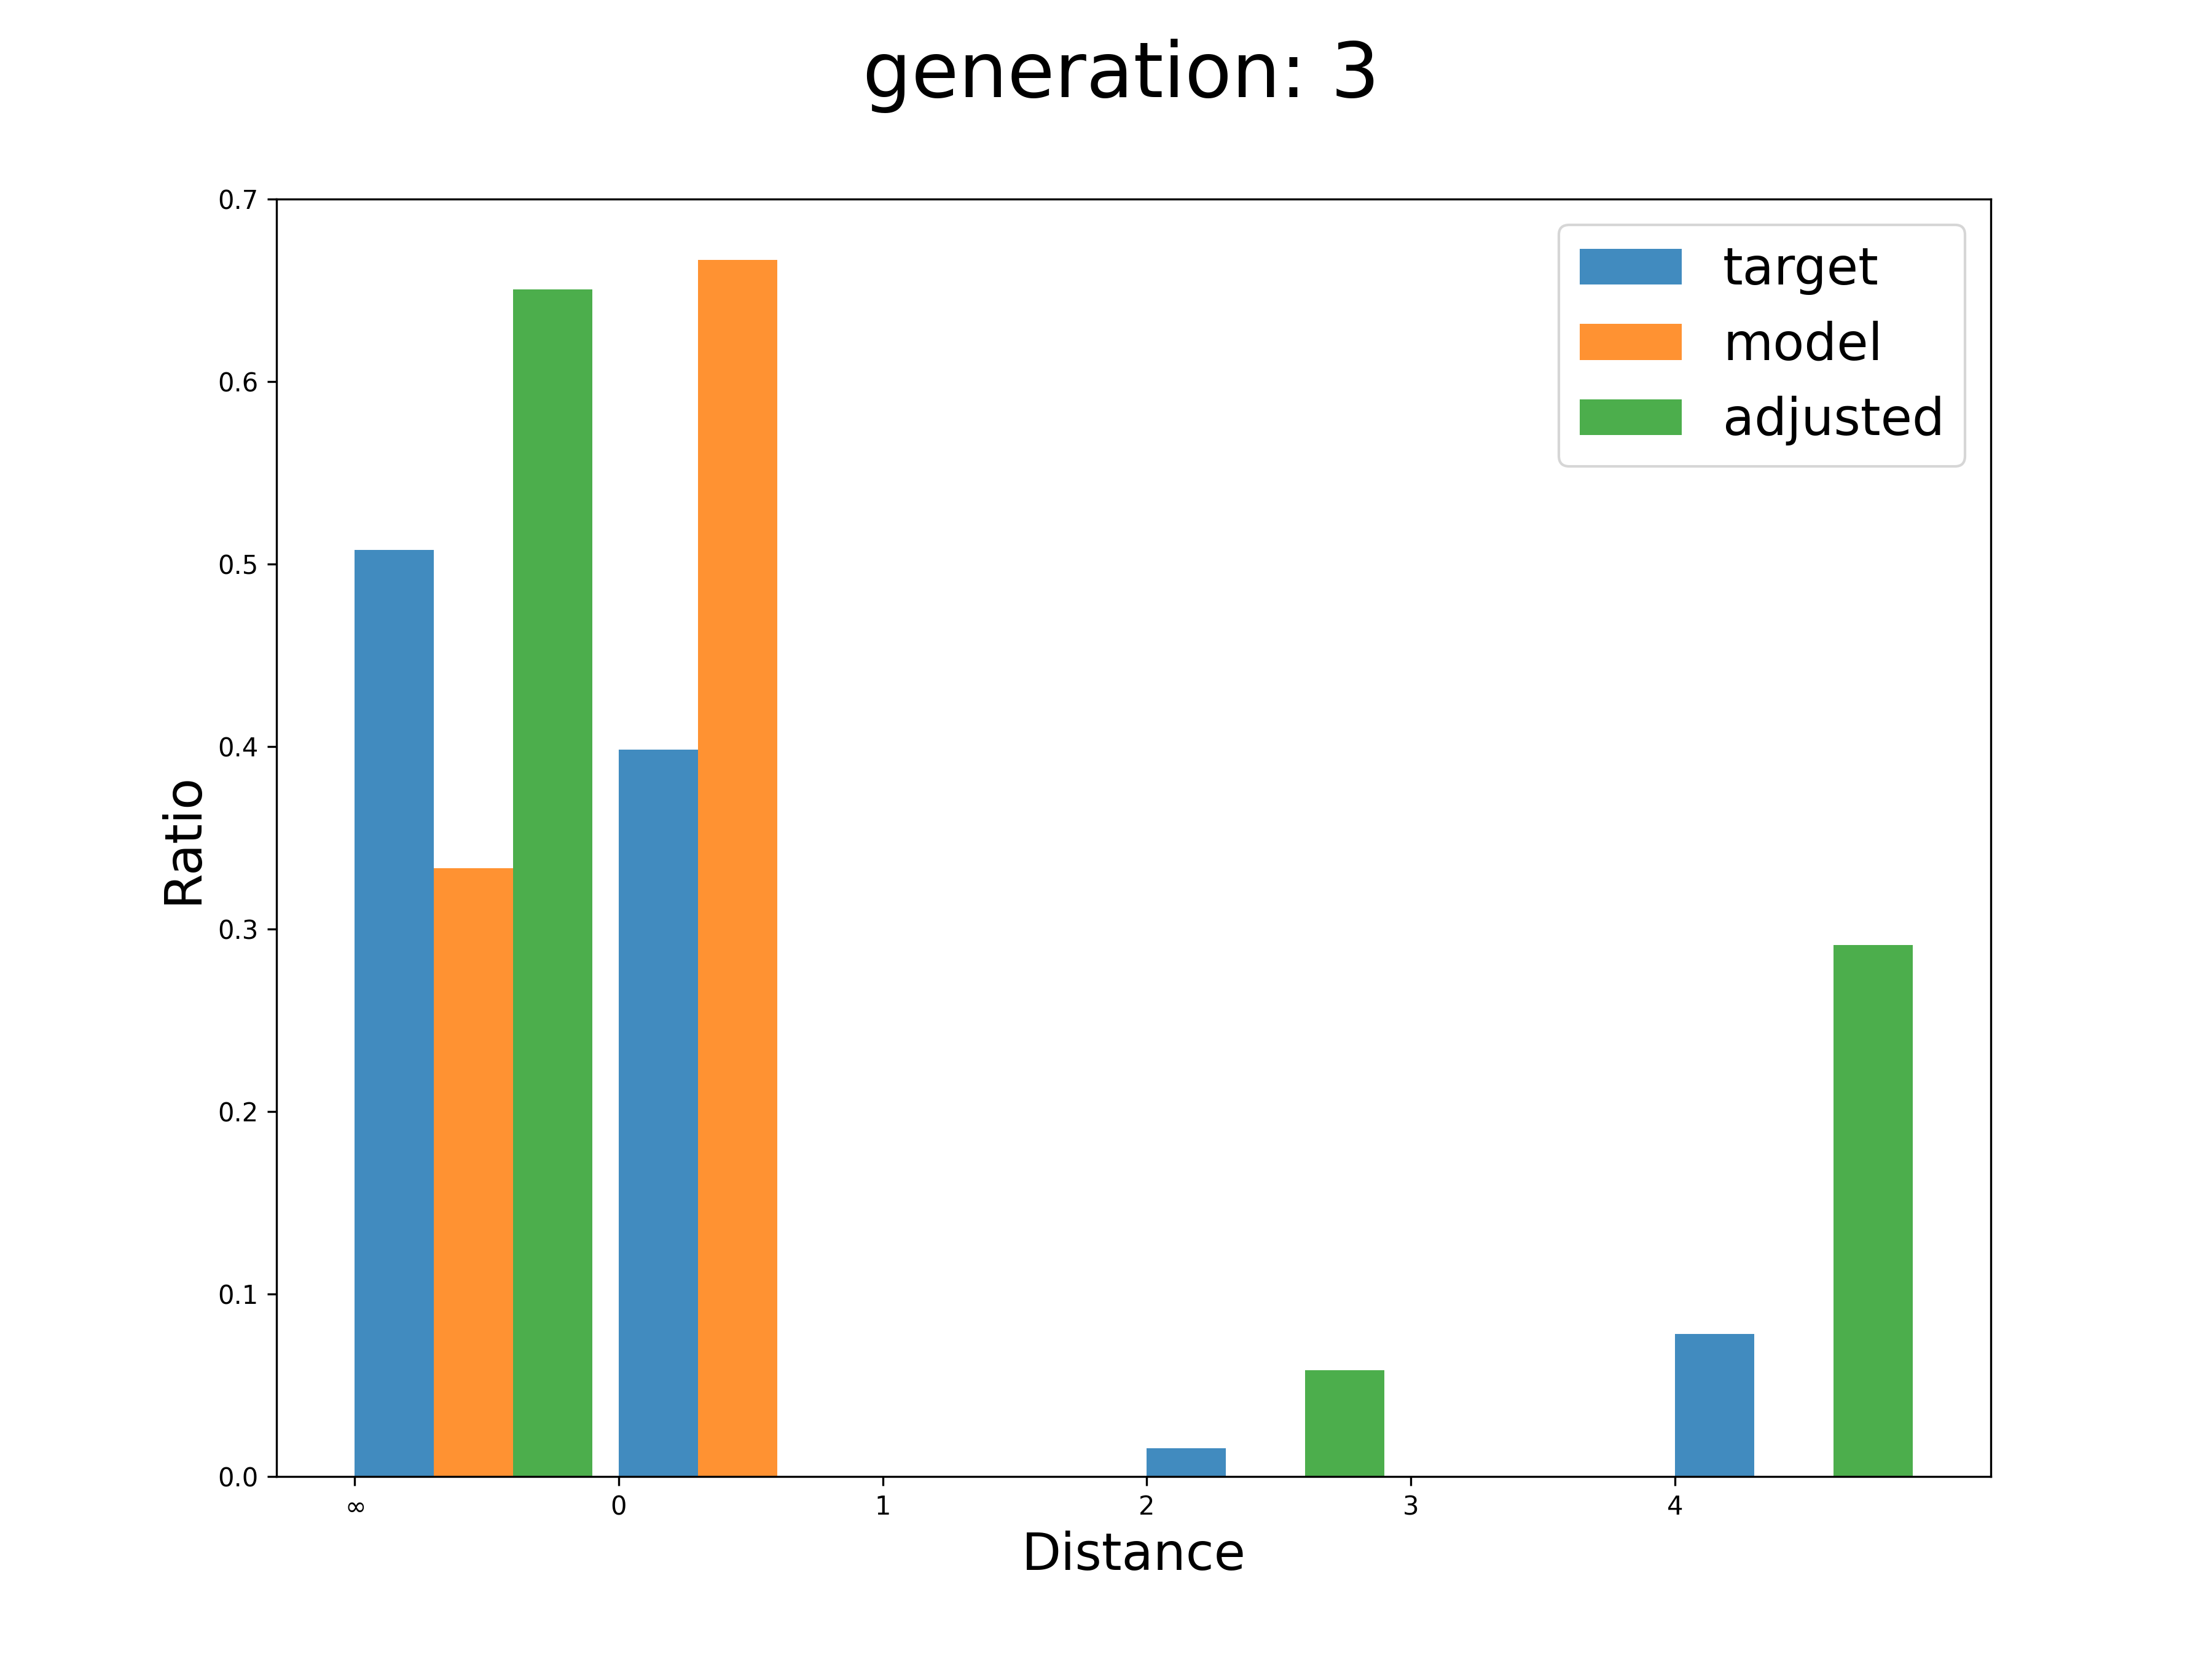 generation: 3
0.7
0.6
0.5
0.4
0.3
0.2
0.1
0.0
Ratio
target
model
adjusted
∞ 0 1 2 3 4
Distance